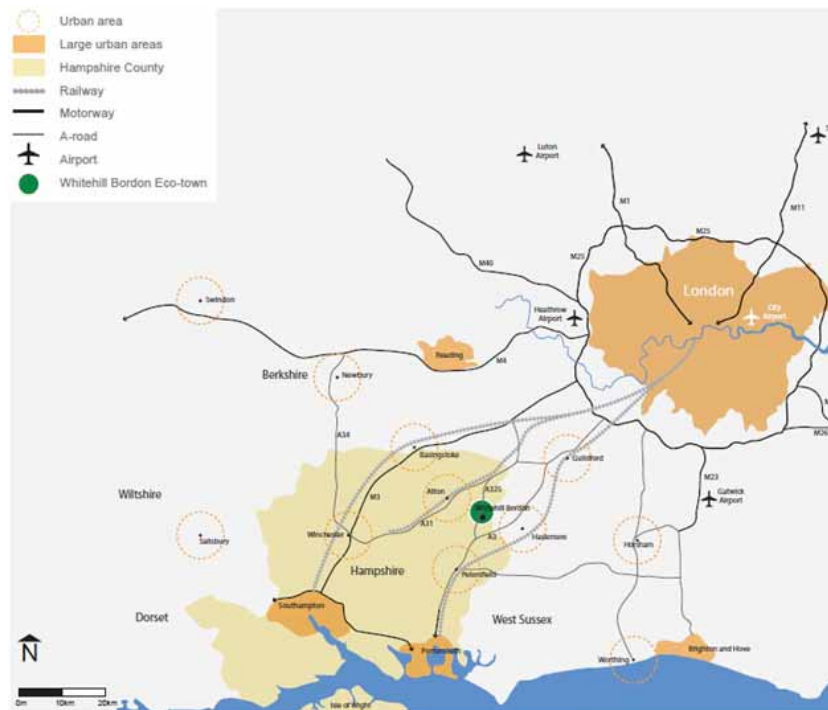 Urban area
Large urban areas
Hampshire County
Railway
Motorway
A-road
Airport
Whitehill Bordon Eco-town
Luton
Airport
M1
M11
M25
M25
M40
London
Swindon
Heathrow
Airport
City
Airport
Reading
M4
Berkshire
Newbury
A34
M26
Basingstoke
Guildford
M23
Gatwick
Airport
Wiltshire
M3
Alton
A325
Whitehill Bordon
A31
Salisbury
Winchester
A3
Haslemere
Horsham
Hampshire
Petersfield
Southampton
Dorset
West Sussex
N
Portsmouth
Brighton and Hove
Worthing
0m 10km 20km
Isle of Wight